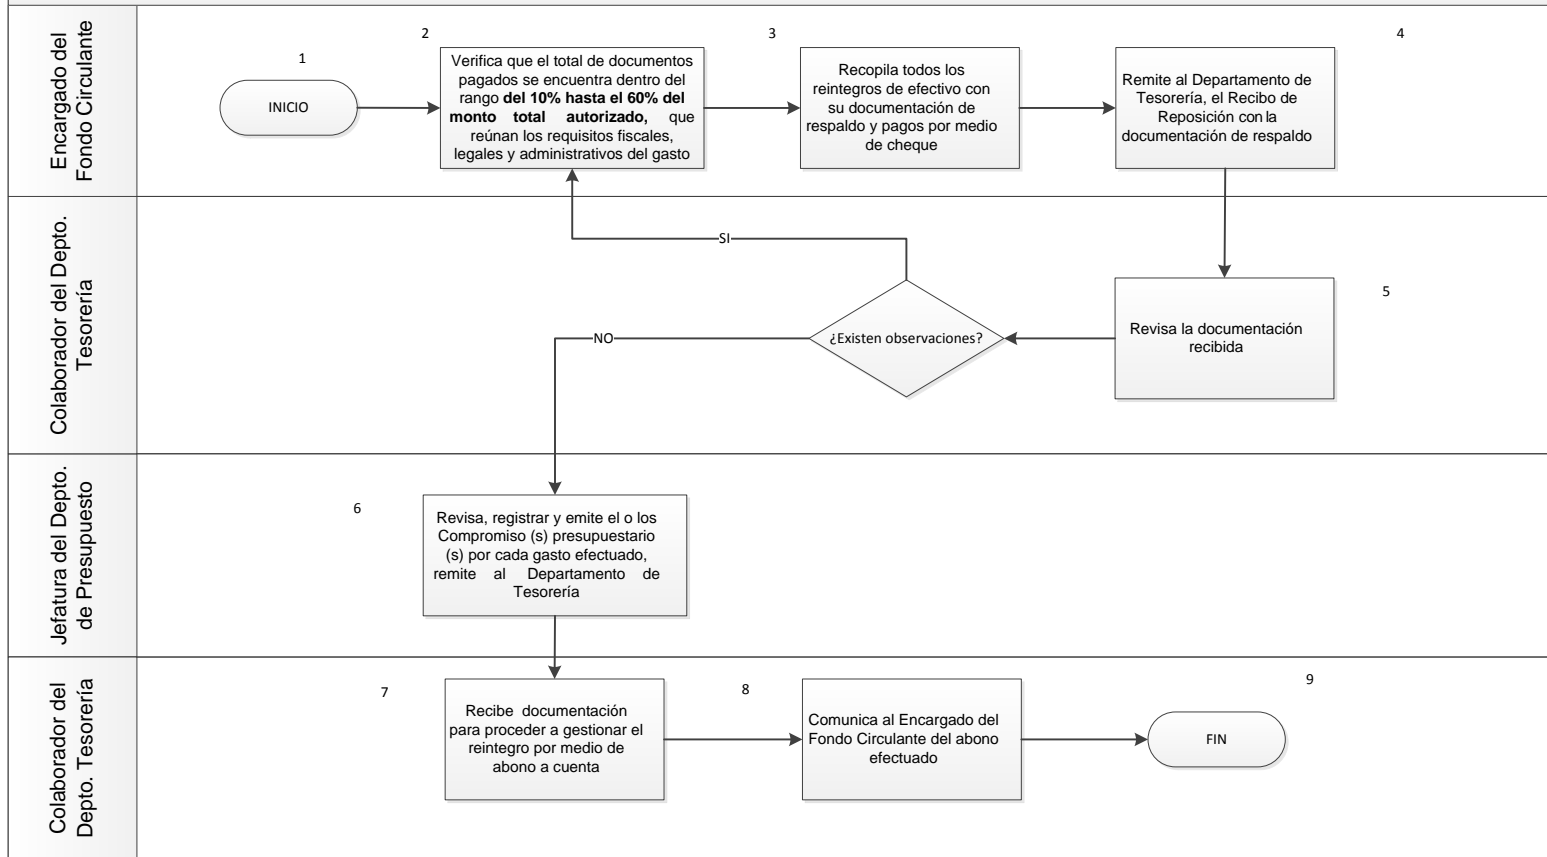 Encargado del
Fondo Circulante
1
INICIO
2
Verifica que el total de documentos
pagados se encuentra dentro del
rango del 10% hasta el 60% del
monto total autorizado, que
reúnan los requisitos fiscales,
legales y administrativos del gasto
3
Recopila todos los
reintegros de efectivo con
su documentación de
respaldo y pagos por medio
de cheque
4
Remite al Departamento de
Tesorería, el Recibo de
Reposición con la
documentación de respaldo
Colaborador del Depto.
Tesorería
5
Revisa la documentación
recibida
¿Existen observaciones?
SI
NO
Jefatura del Depto.
de Presupuesto
6
Revisa, registrar y emite el o los
Compromiso (s) presupuestario
(s) por cada gasto efectuado,
remite al Departamento de
Tesorería
Colaborador del
Depto. Tesorería
7
Recibe documentación
para proceder a gestionar el
reintegro por medio de
abono a cuenta
8
Comunica al Encargado del
Fondo Circulante del abono
efectuado
9
FIN